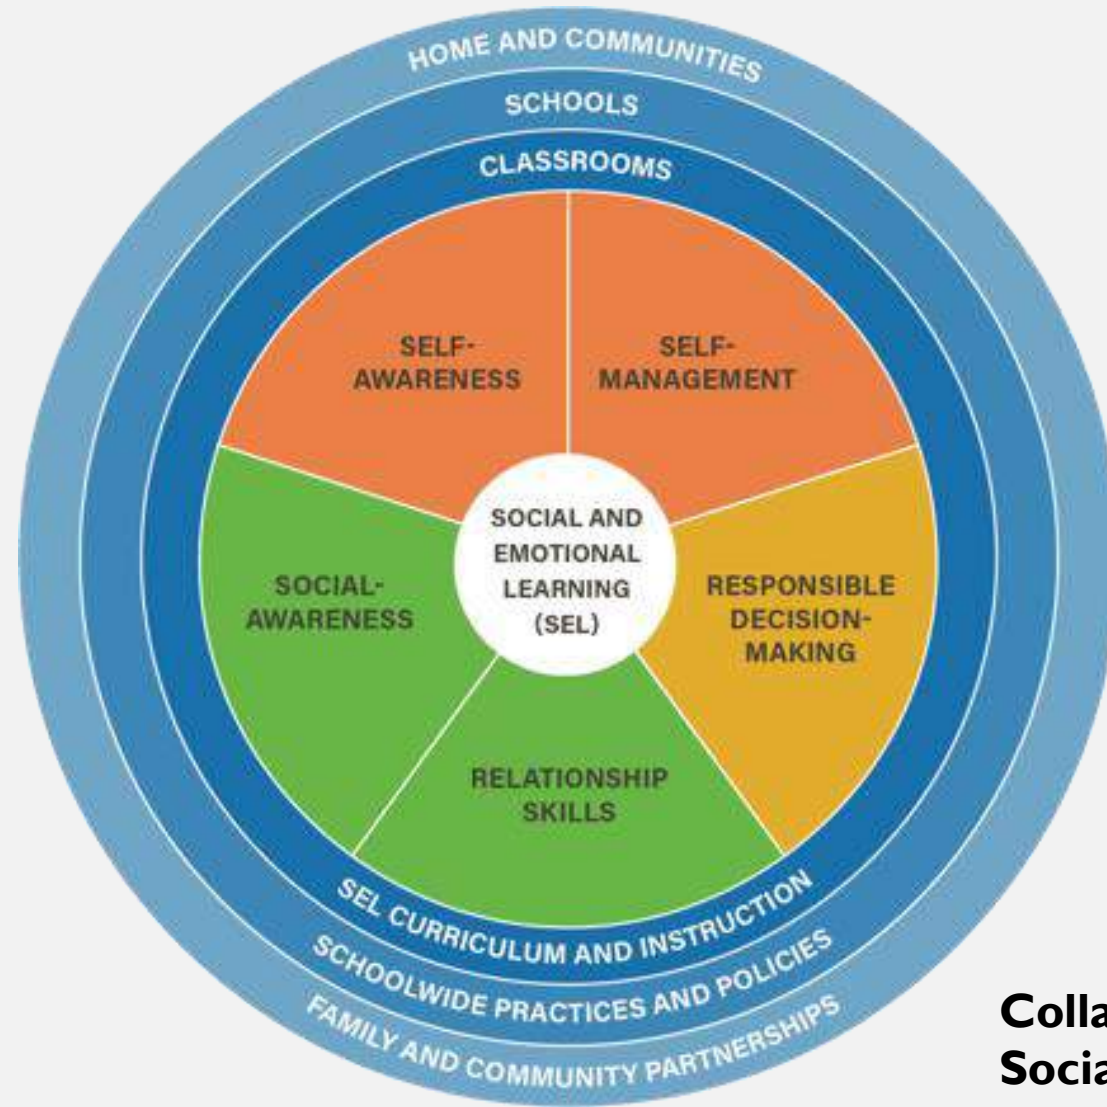 HOME AND COMMUNITIES
SCHOOLS
CLASSROOMS
SELF-
AWARENESS
SELF-
MANAGEMENT
SOCIAL AND
EMOTIONAL
LEARNING
(SEL)
SOCIAL-
AWARENESS
RESPONSIBLE
DECISION-
MAKING
RELATIONSHIP
SKILLS
SEL CURRICULUM AND INSTRUCTION
SCHOOLWIDE PRACTICES AND POLICIES
FAMILY AND COMMUNITY PARTNERSHIPS